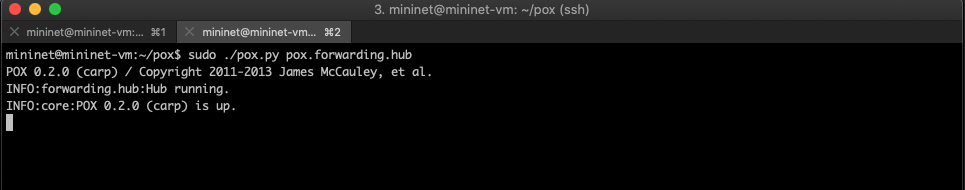 3. mininet@mininet-vm: ~/pox (ssh)
× mininet@mininet-vm:... ⌘1 × mininet@mininet-vm... ⌘2
mininet@mininet-vm:~/pox$ sudo ./pox.py pox.forwarding.hub
POX 0.2.0 (carp) / Copyright 2011-2013 James McCauley, et al.
INFO:forwarding.hub:Hub running.
INFO:core:POX 0.2.0 (carp) is up.